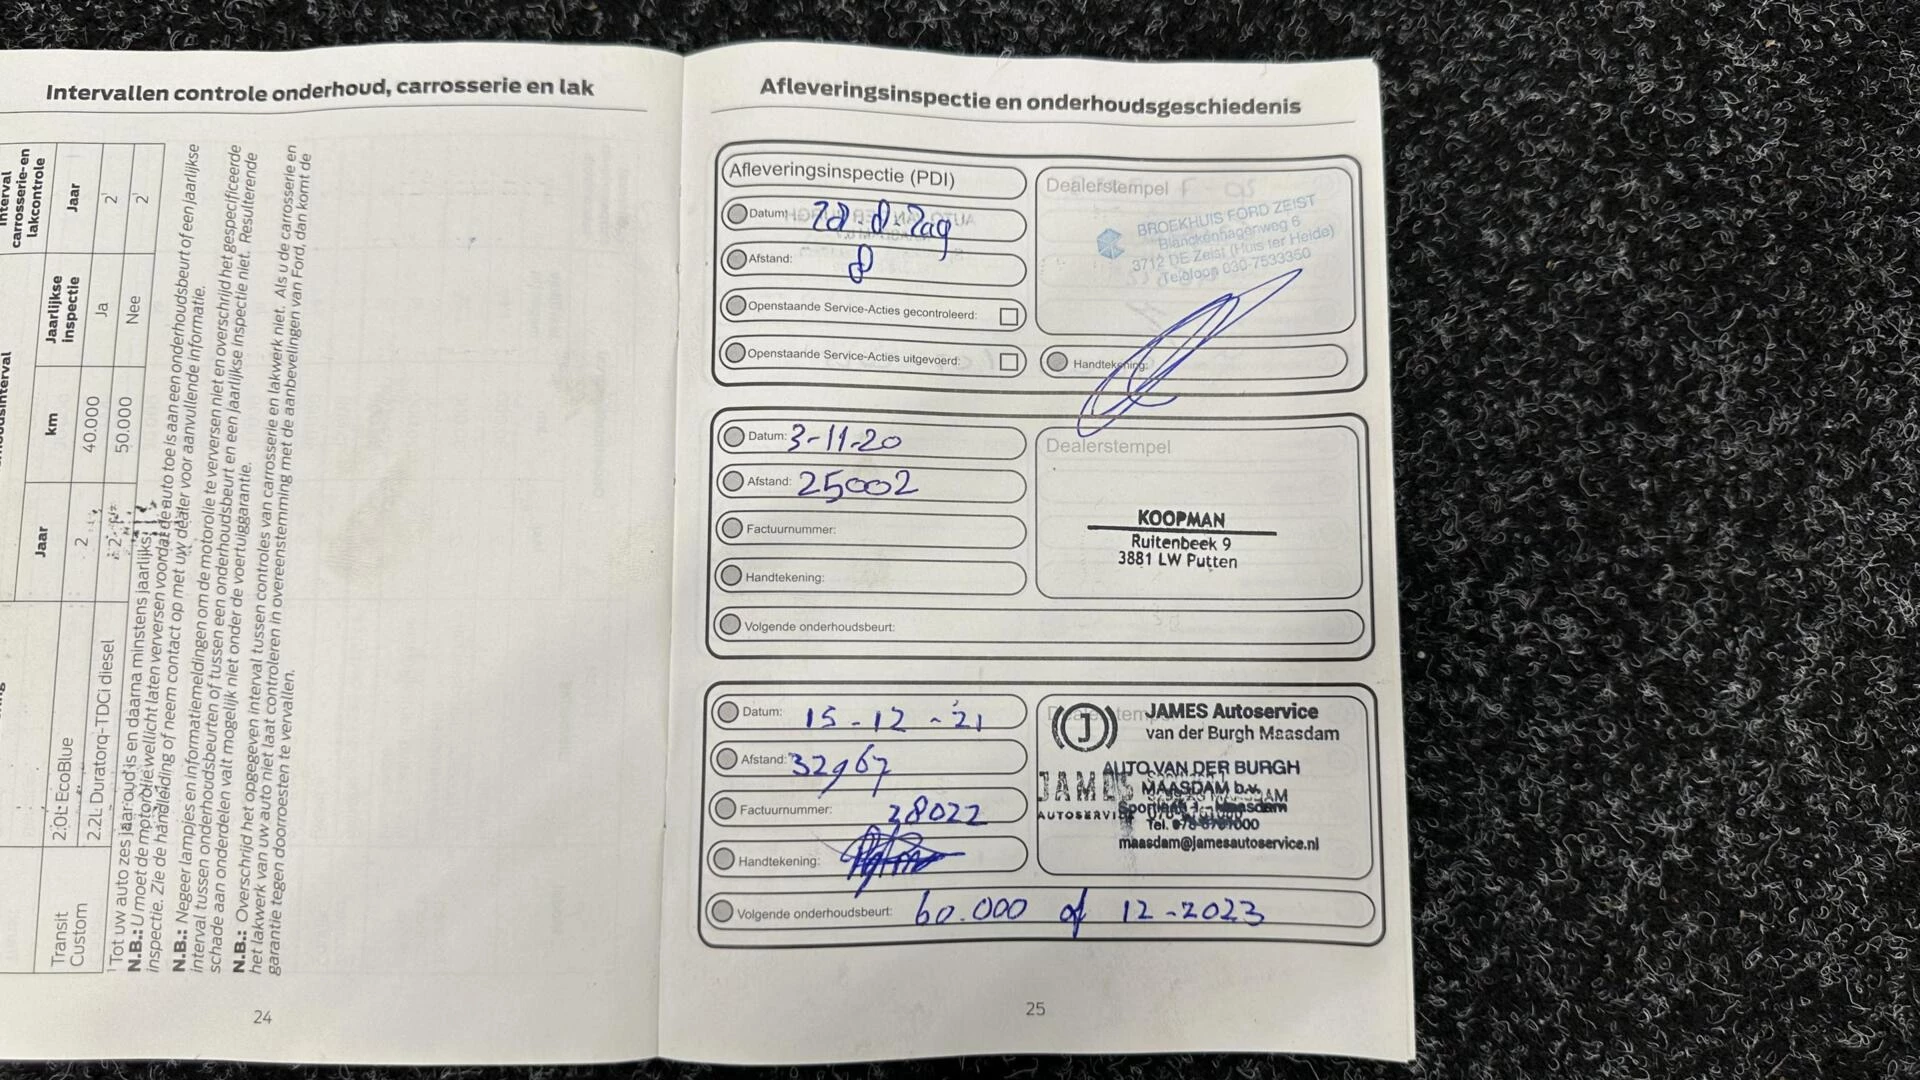 Intervallen controle onderhoud, carrosserie en lak
carrosserie- en
lakcontrole
Jaar
2¹
2¹
Jaarlijkse
inspectie
Ja
Nee
km
40.000
50.000
Jaar
2
2
2.0L EcoBlue
2.2L Duratorq-TDCi diesel
Transit
Custom
¹ Tot uw auto zes jaar oud is en daarna minstens jaarlijks.
N.B.: U moet de motorolie wellicht laten verversen voordat de auto toe is aan een onderhoudsbeurt of een jaarlijkse
inspectie. Zie de handleiding of neem contact op met uw dealer voor aanvullende informatie.
N.B.: Negeer lampjes en informatiemeldingen om de motorolie te verversen niet en overschrijd het gespecificeerde
interval tussen onderhoudsbeurten of tussen een onderhoudsbeurt en een jaarlijkse inspectie niet. Resulterende
schade aan onderdelen valt mogelijk niet onder de voertuiggarantie.
N.B.: Overschrijd het opgegeven interval tussen controles van carrosserie en lakwerk niet. Als u de carrosserie en
het lakwerk van uw auto niet laat controleren in overeenstemming met de aanbevelingen van Ford, dan komt de
garantie tegen doorroesten te vervallen.
24
Afleveringsinspectie en onderhoudsgeschiedenis
Afleveringsinspectie (PDI)
Datum:
Afstand: 8
Openstaande Service-Acties gecontroleerd:
Openstaande Service-Acties uitgevoerd:
Dealerstempel
BROEKHUIS FORD ZEIST
Blanckenhagenweg 6
3712 DE Zeist (Huis ter Heide)
Telefoon 030-7533350
Handtekening:
Datum: 3-11-20
Afstand: 25002
Factuurnummer:
Handtekening:
Volgende onderhoudsbeurt:
Dealerstempel
KOOPMAN
Ruitenbeek 9
3881 LW Putten
Datum: 15-12-'21
Afstand: 32967
Factuurnummer: 28022
Handtekening:
Volgende onderhoudsbeurt: 60.000 of 12-2023
J
JAMES Autoservice
van der Burgh Maasdam
AUTO VAN DER BURGH
MAASDAM b.v.
JAMES
AUTOSERVICE
maasdam@jamesautoservice.nl
25